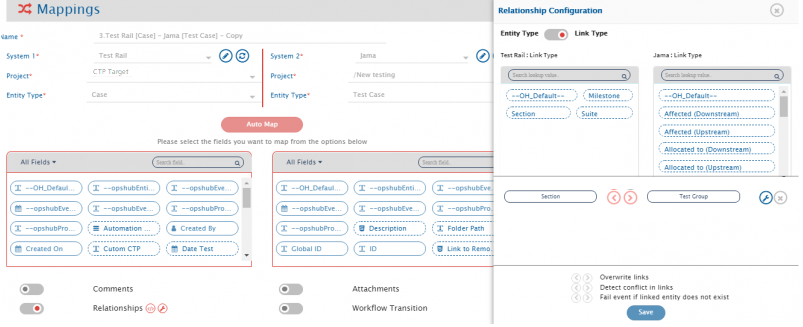 Mappings
Name * 3.Test Rail [Case] - Jama [Test Case] - Copy
System 1* Test Rail System 2* Jama
Project* CTP Target Project* /New testing
Entity Type* Case Entity Type* Test Case
Auto Map
Please select the fields you want to map from the options below
All Fields Search field.. All Fields Search field..
--OH_Defaul... --opshubEnti... --opshubEve... --OH_Defaul... --opshubEnti... --opshubEve...
--opshubEve... --opshubEve... --opshubPro... --opshubEve... --opshubEve... --opshubPro...
--opshubPro... Automation ... Created By --opshubPro... Description Folder Path
Created On Cutom CTP Date Test Global ID IO Link to Remo...
Comments Attachments
Relationships Workflow Transition
Relationship Configuration
Entity Type Link Type
Test Rail : Link Type Jama : Link Type
Search lookup value.. Search lookup value..
--OH_Default-- Milestone --OH_Default--
Section Suite Affected (Downstream)
Affected (Upstream)
Allocated to (Downstream)
Allocated to (Upstream)
Section Test Group
Overwrite links
Detect conflict in links
Fail event if linked entity does not exist
Save